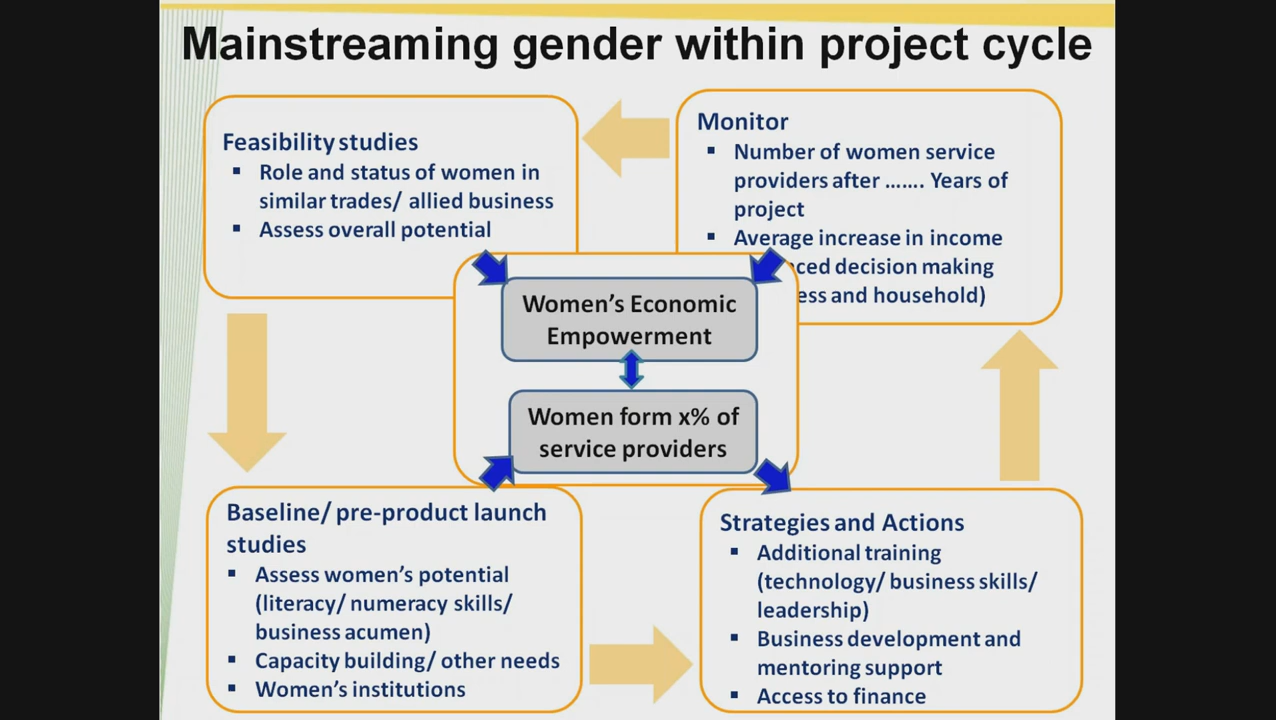 Mainstreaming gender within project cycle
Feasibility studies
▪ Role and status of women in
similar trades/ allied business
▪ Assess overall potential
Monitor
▪ Number of women service
providers after ....... Years of
project
▪ Average increase in income
decision making
and household)
Women's Economic
Empowerment
Women form x% of
service providers
Baseline/ pre-product launch
studies
▪ Assess women's potential
(literacy/ numeracy skills/
business acumen)
▪ Capacity building/ other needs
▪ Women's institutions
Strategies and Actions
▪ Additional training
(technology/ business skills/
leadership)
▪ Business development and
mentoring support
▪ Access to finance